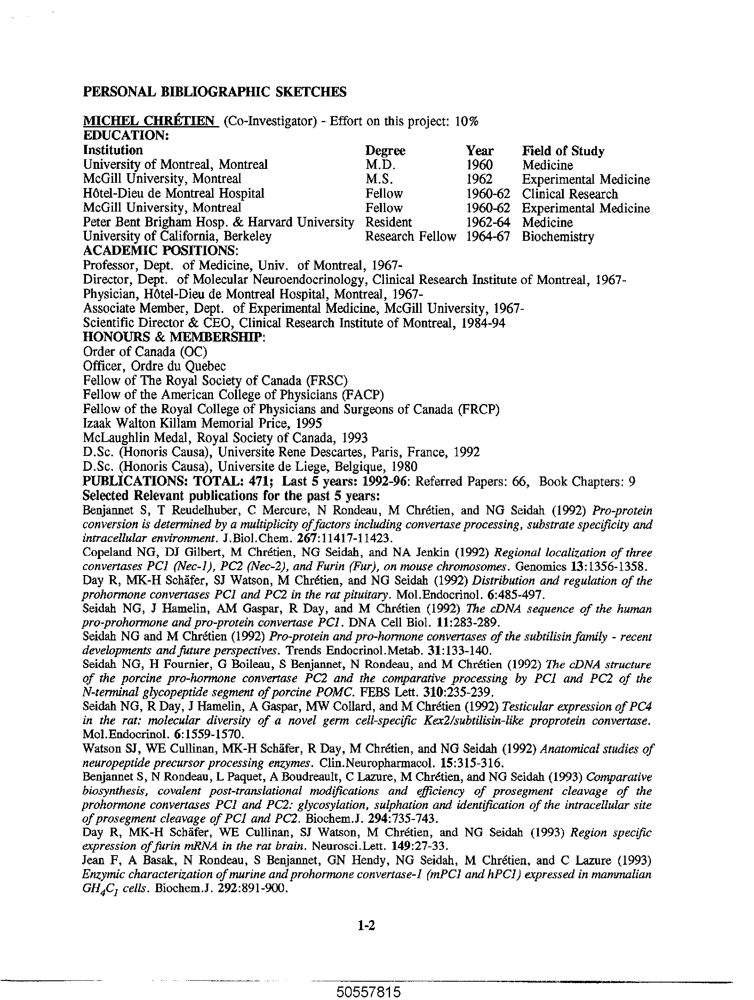 PERSONAL BIBLIOGRAPHIC SKETCHES
MICHEL CHRÉTIEN (Co-Investigator) - Effort on this project: 10%
EDUCATION:
Institution Degree Year Field of Study
University of Montreal, Montreal M.D. 1960 Medicine
McGill University, Montreal M.S. 1962 Experimental Medicine
Hôtel-Dieu de Montreal Hospital Fellow 1960-62 Clinical Research
McGill University, Montreal Fellow 1960-62 Experimental Medicine
Peter Bent Brigham Hosp. & Harvard University Resident 1962-64 Medicine
University of California, Berkeley Research Fellow 1964-67 Biochemistry
ACADEMIC POSITIONS:
Professor, Dept. of Medicine, Univ. of Montreal, 1967-
Director, Dept. of Molecular Neuroendocrinology, Clinical Research Institute of Montreal, 1967-
Physician, Hôtel-Dieu de Montreal Hospital, Montreal, 1967-
Associate Member, Dept. of Experimental Medicine, McGill University, 1967-
Scientific Director & CEO, Clinical Research Institute of Montreal, 1984-94
HONOURS & MEMBERSHIP:
Order of Canada (OC)
Officer, Ordre du Quebec
Fellow of The Royal Society of Canada (FRSC)
Fellow of the American College of Physicians (FACP)
Fellow of the Royal College of Physicians and Surgeons of Canada (FRCP)
Izaak Walton Killam Memorial Price, 1995
McLaughlin Medal, Royal Society of Canada, 1993
D.Sc. (Honoris Causa), Universite Rene Descartes, Paris, France, 1992
D.Sc. (Honoris Causa), Universite de Liege, Belgique, 1980
PUBLICATIONS: TOTAL: 471; Last 5 years: 1992-96: Referred Papers: 66, Book Chapters: 9
Selected Relevant publications for the past 5 years:
Benjannet S, T Reudelhuber, C Mercure, N Rondeau, M Chrétien, and NG Seidah (1992) Pro-protein
conversion is determined by a multiplicity of factors including convertase processing, substrate specificity and
intracellular environment. J.Biol.Chem. 267:11417-11423.
Copeland NG, DJ Gilbert, M Chrétien, NG Seidah, and NA Jenkin (1992) Regional localization of three
convertases PC1 (Nec-1), PC2 (Nec-2), and Furin (Fur), on mouse chromosomes. Genomics 13:1356-1358.
Day R, MK-H Schäfer, SJ Watson, M Chrétien, and NG Seidah (1992) Distribution and regulation of the
prohormone convertases PC1 and PC2 in the rat pituitary. Mol.Endocrinol. 6:485-497.
Seidah NG, J Hamelin, AM Gaspar, R Day, and M Chrétien (1992) The cDNA sequence of the human
pro-prohormone and pro-protein convertase PC1. DNA Cell Biol. 11:283-289.
Seidah NG and M Chrétien (1992) Pro-protein and pro-hormone convertases of the subtilisin family - recent
developments and future perspectives. Trends Endocrinol.Metab. 31:133-140.
Seidah NG, H Fournier, G Boileau, S Benjannet, N Rondeau, and M Chrétien (1992) The cDNA structure
of the porcine pro-hormone convertase PC2 and the comparative processing by PC1 and PC2 of the
N-terminal glycopeptide segment of porcine POMC. FEBS Lett. 310:235-239.
Seidah NG, R Day, J Hamelin, A Gaspar, MW Collard, and M Chrétien (1992) Testicular expression of PC4
in the rat: molecular diversity of a novel germ cell-specific Kex2/subtilisin-like proprotein convertase.
Mol.Endocrinol. 6:1559-1570.
Watson SJ, WE Cullinan, MK-H Schäfer, R Day, M Chrétien, and NG Seidah (1992) Anatomical studies of
neuropeptide precursor processing enzymes. Clin.Neuropharmacol. 15:315-316.
Benjannet S, N Rondeau, L Paquet, A Boudreault, C Lazure, M Chrétien, and NG Seidah (1993) Comparative
biosynthesis, covalent post-translational modifications and efficiency of prosegment cleavage of the
prohormone convertases PC1 and PC2: glycosylation, sulphation and identification of the intracellular site
of prosegment cleavage of PC1 and PC2. Biochem.J. 294:735-743.
Day R, MK-H Schäfer, WE Cullinan, SJ Watson, M Chrétien, and NG Seidah (1993) Region specific
expression of furin mRNA in the rat brain. Neurosci.Lett. 149:27-33.
Jean F, A Basak, N Rondeau, S Benjannet, GN Hendy, NG Seidah, M Chrétien, and C Lazure (1993)
Enzymic characterization of murine and prohormone convertase-1 (mPC1 and hPC1) expressed in mammalian
GH4C1 cells. Biochem.J. 292:891-900.
1-2
50557815